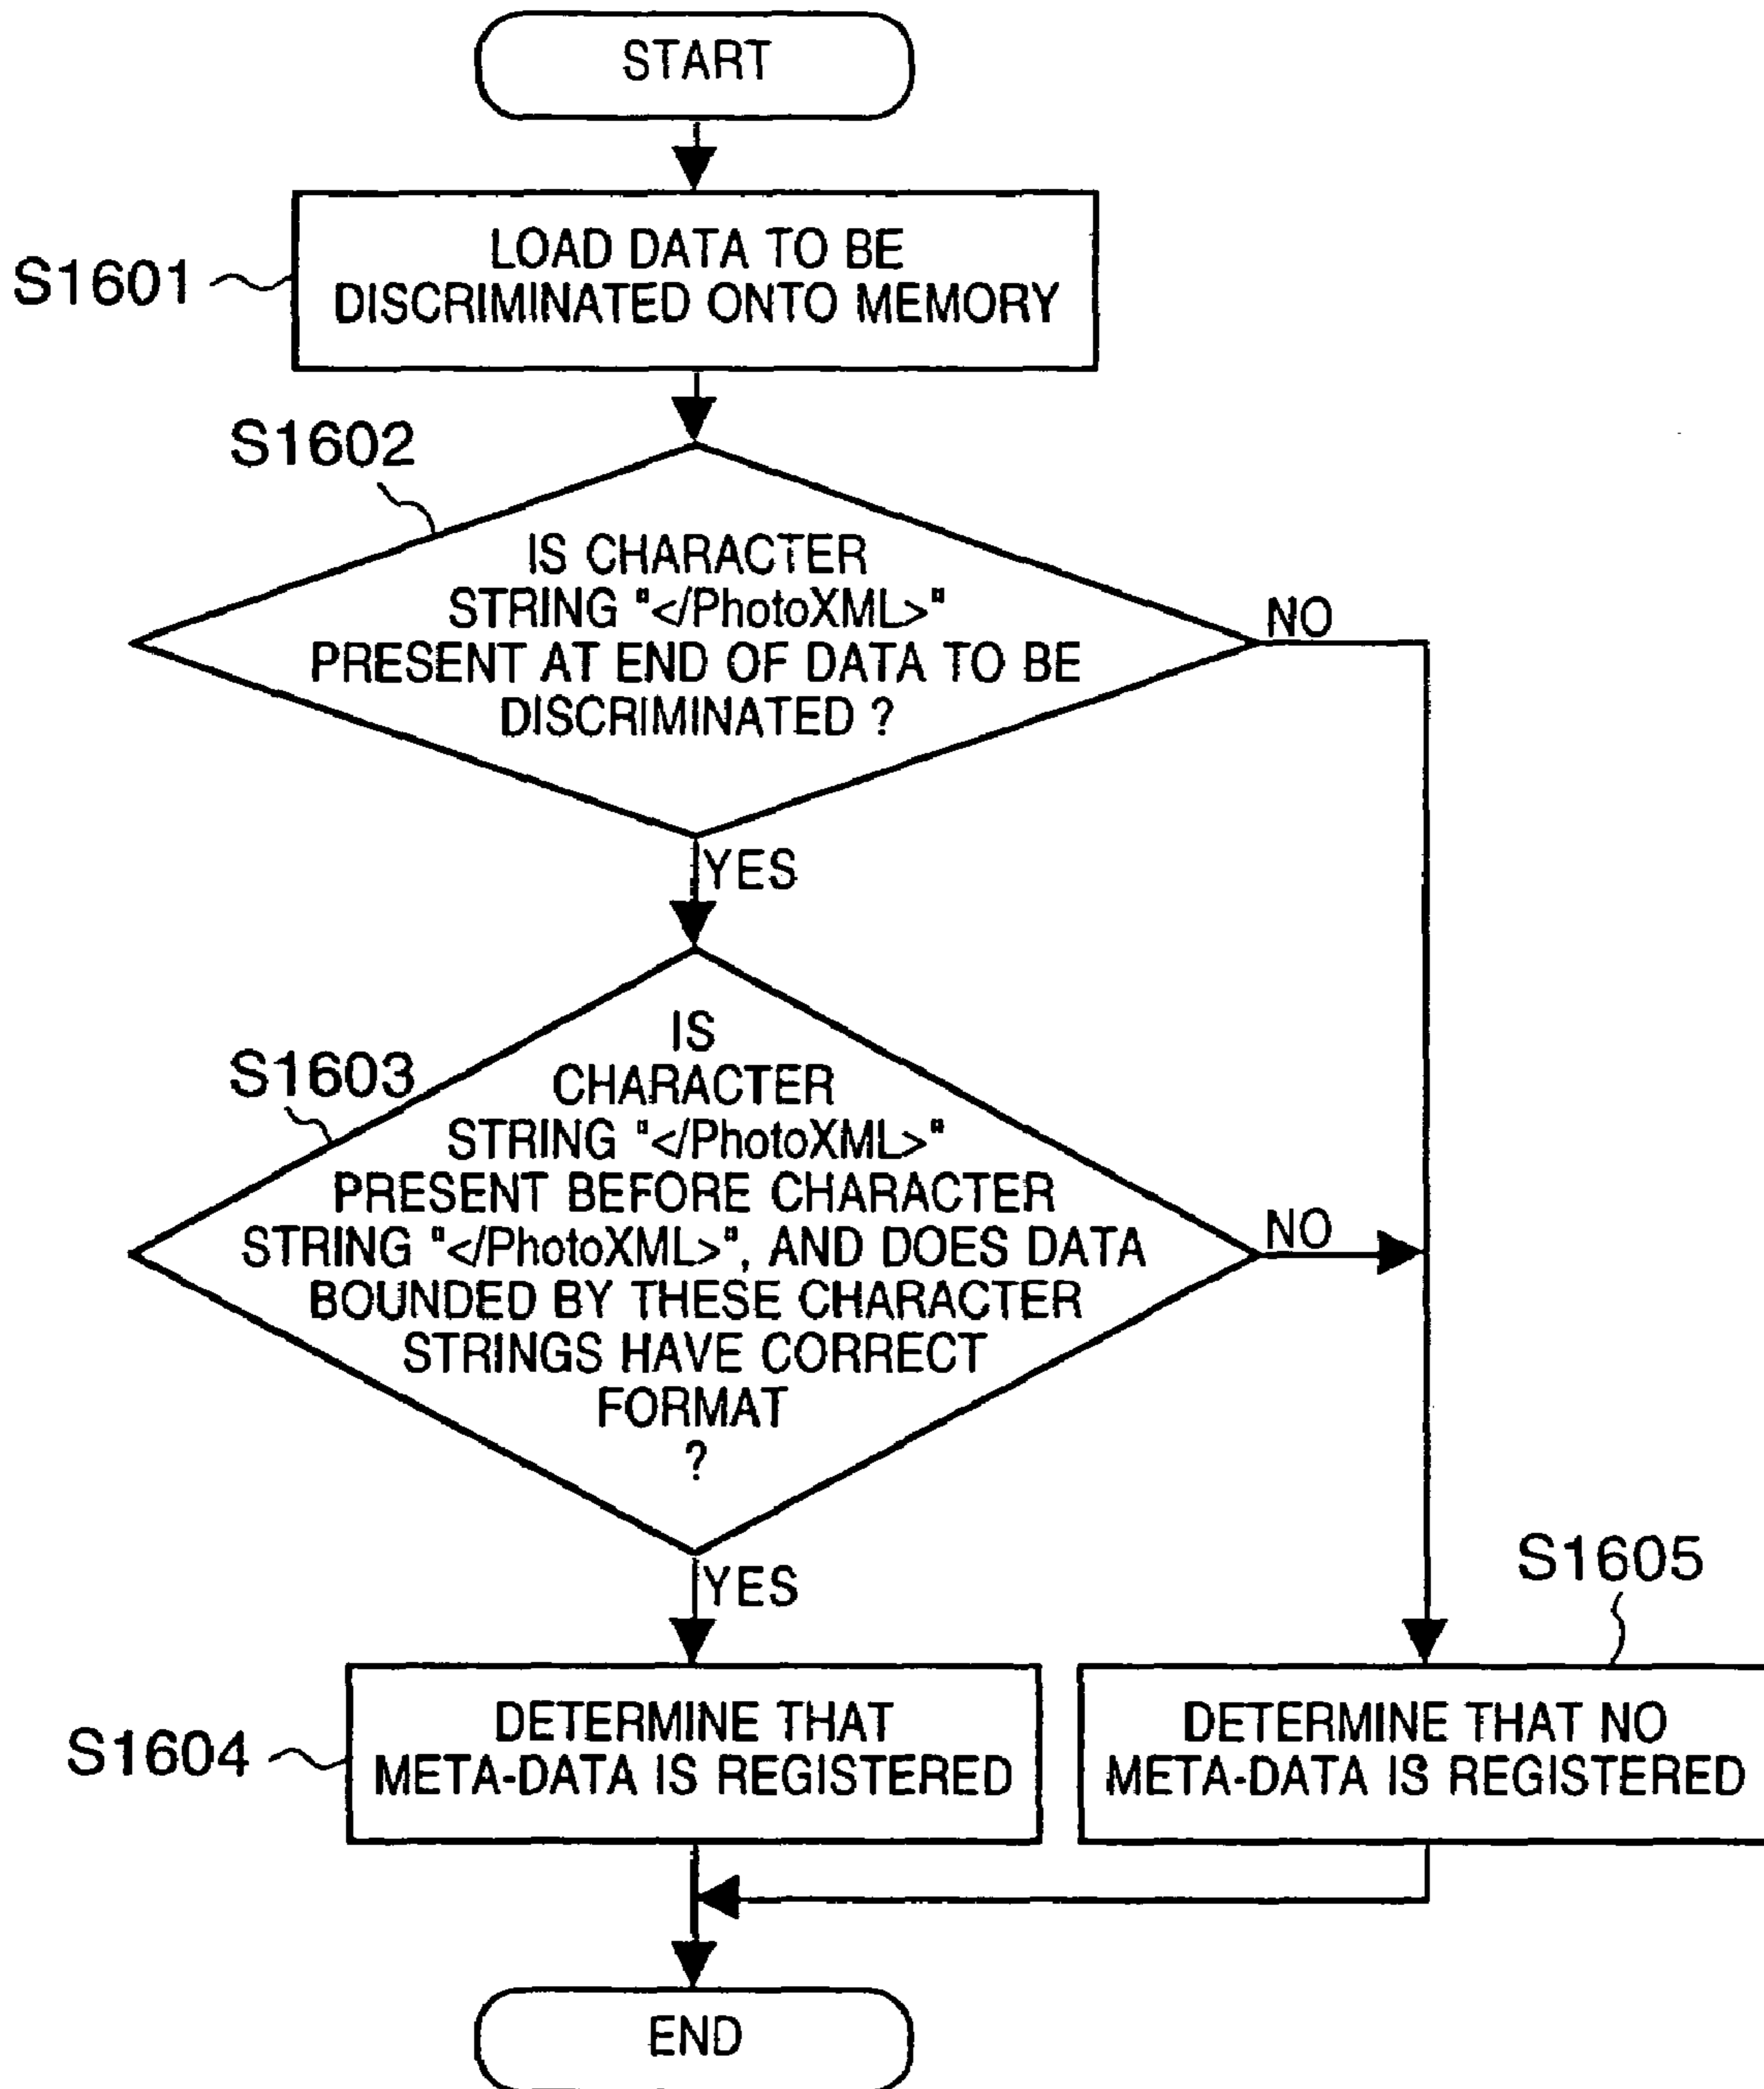 START
S1601
LOAD DATA TO BE
DISCRIMINATED ONTO MEMORY
S1602
IS CHARACTER
STRING "</PhotoXML>"
PRESENT AT END OF DATA TO BE
DISCRIMINATED ?
NO
YES
S1603
IS
CHARACTER
STRING "</PhotoXML>"
PRESENT BEFORE CHARACTER
STRING "</PhotoXML>", AND DOES DATA
BOUNDED BY THESE CHARACTER
STRINGS HAVE CORRECT
FORMAT
?
NO
YES
S1604
DETERMINE THAT
META-DATA IS REGISTERED
S1605
DETERMINE THAT NO
META-DATA IS REGISTERED
END